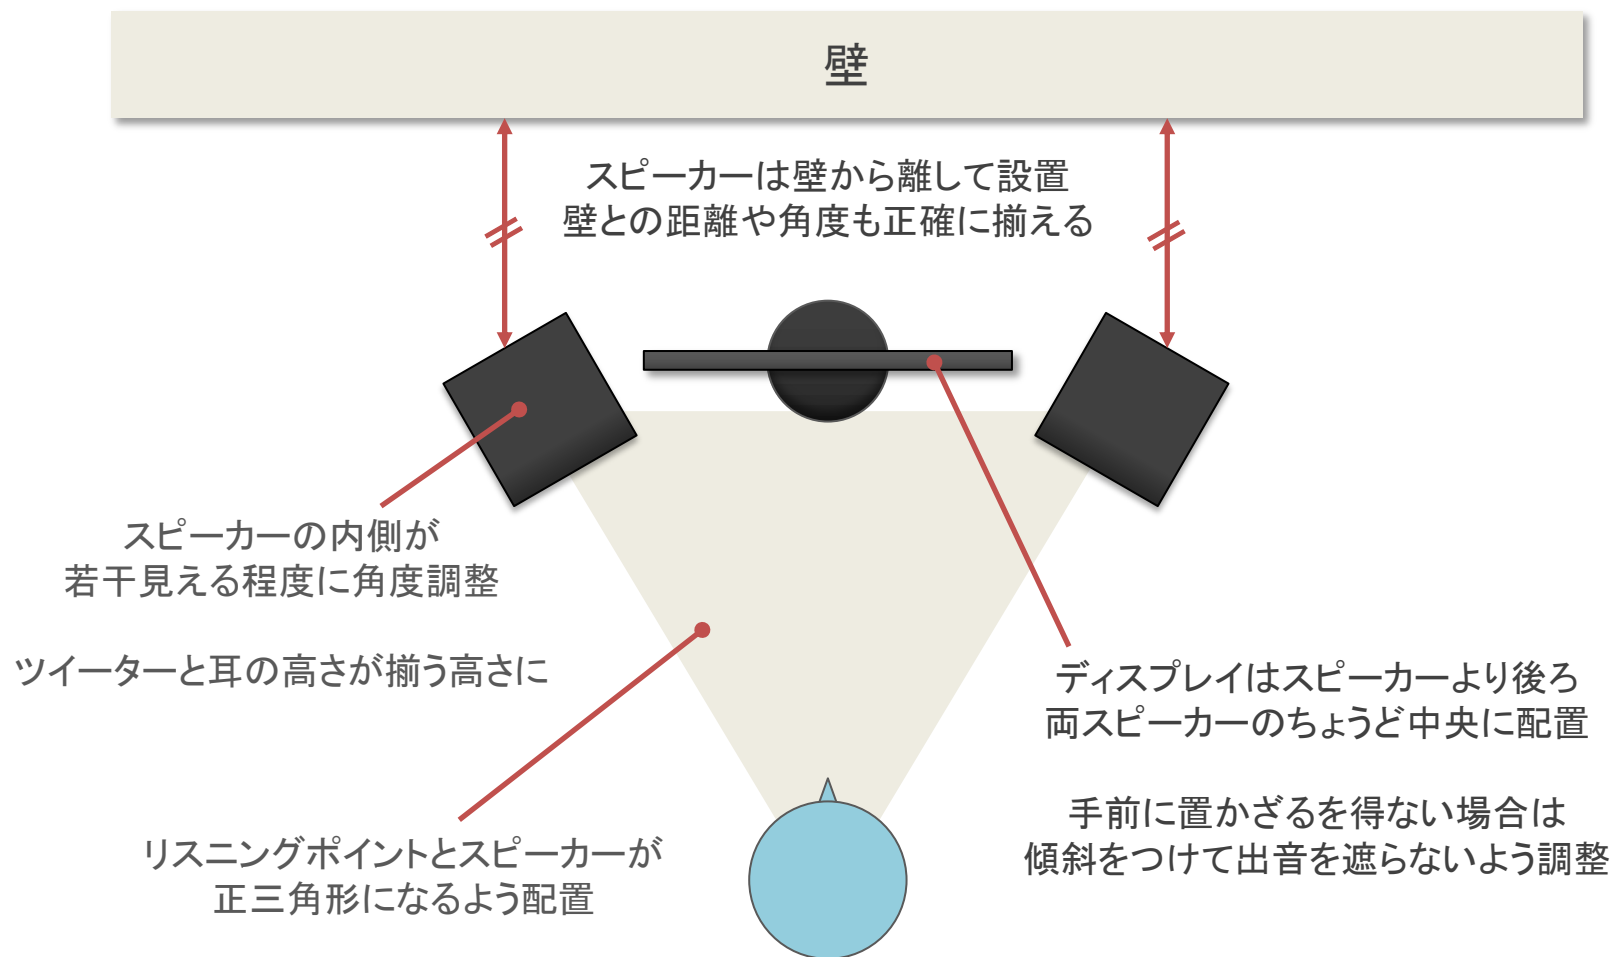 壁
スピーカーは壁から離して設置
壁との距離や角度も正確に揃える
スピーカーの内側が
若干見える程度に角度調整
ツイーターと耳の高さが揃う高さに
リスニングポイントとスピーカーが
正三角形になるよう配置
ディスプレイはスピーカーより後ろ
両スピーカーのちょうど中央に配置
手前に置かざるを得ない場合は
傾斜をつけて出音を遮らないよう調整